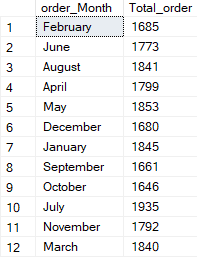 order_Month Total_order
1 February 1685
2 June 1773
3 August 1841
4 April 1799
5 May 1853
6 December 1680
7 January 1845
8 September 1661
9 October 1646
10 July 1935
11 November 1792
12 March 1840